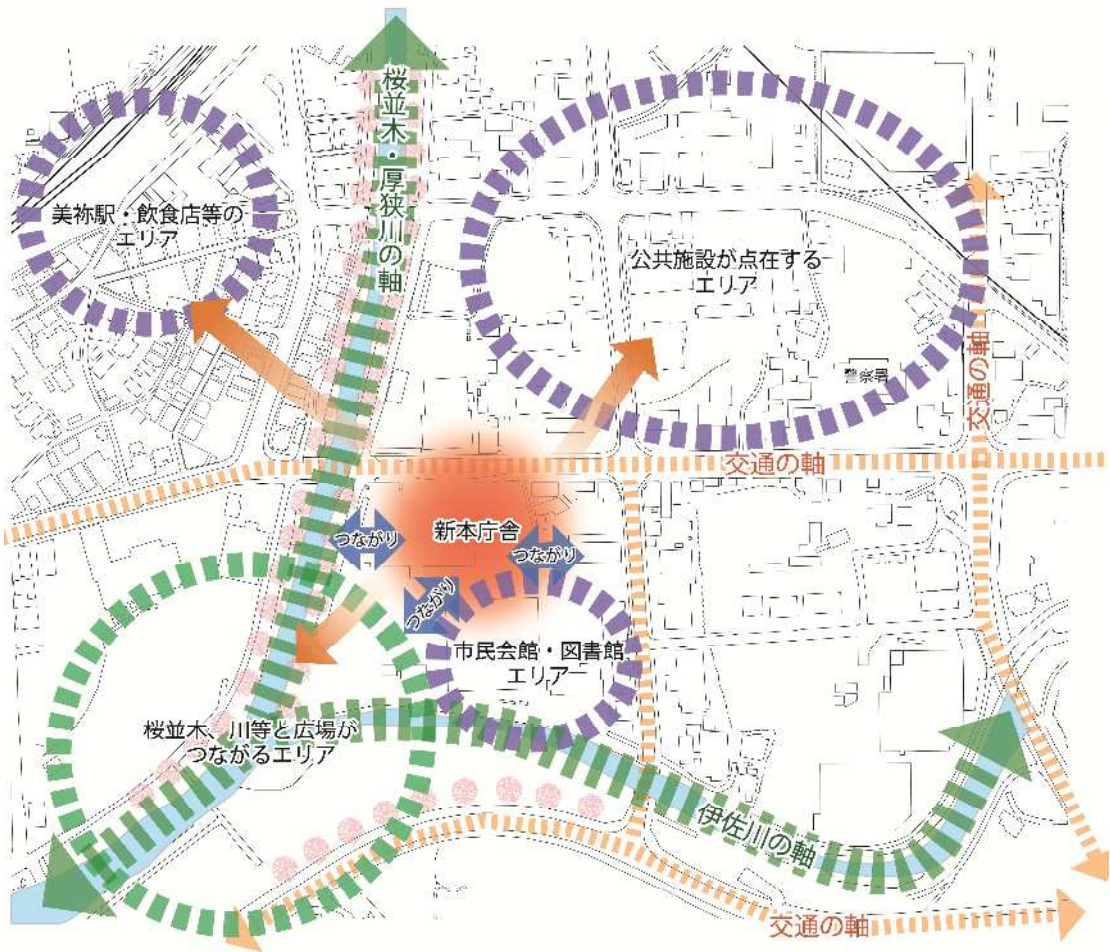 桜並木・厚狭川の軸
美祢駅・飲食店等の
エリア
公共施設が点在する
エリア
警察署
交通の軸
交通の軸
新本庁舎
つながり
つながり
つながり
市民会館・図書館
エリア
桜並木、川等と広場が
つながるエリア
伊佐川の軸
交通の軸